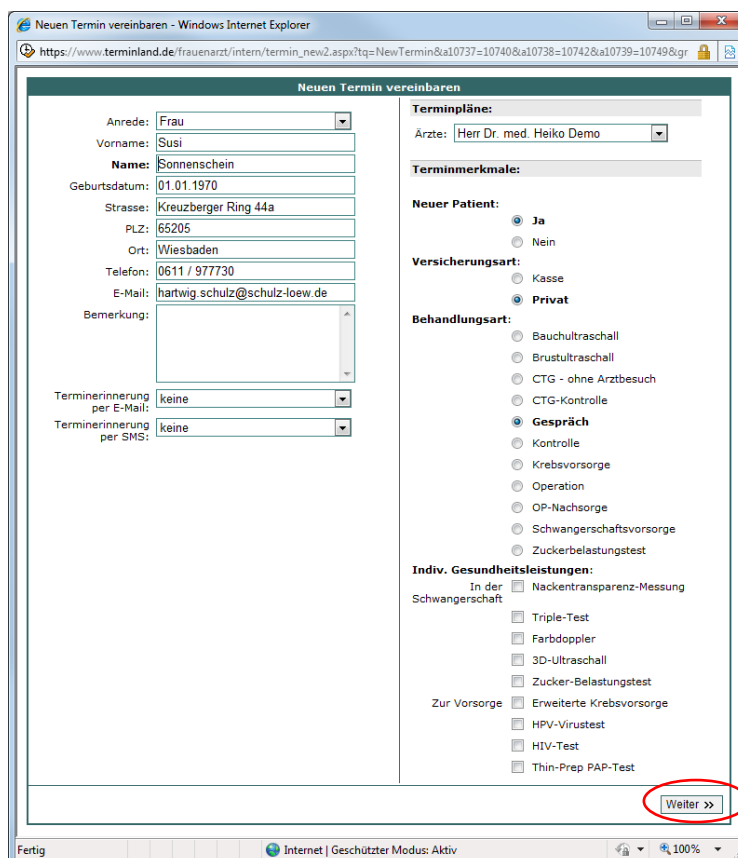 Neuen Termin vereinbaren - Windows Internet Explorer
https://www.terminland.de/frauenarzt/intern/termin_new2.aspx?tq=NewTermin&a10737=10740&a10738=10742&a10739=10749&gr
Neuen Termin vereinbaren
Anrede: Frau
Vorname: Susi
Name: Sonnenschein
Geburtsdatum: 01.01.1970
Strasse: Kreuzberger Ring 44a
PLZ: 65205
Ort: Wiesbaden
Telefon: 0611 / 977730
E-Mail: hartwig.schulz@schulz-loew.de
Bemerkung:
Terminerinnerung
per E-Mail: keine
Terminerinnerung
per SMS: keine
Terminpläne:
Ärzte: Herr Dr. med. Heiko Demo
Terminmerkmale:
Neuer Patient:
Ja
Nein
Versicherungsart:
Kasse
Privat
Behandlungsart:
Bauchultraschall
Brustultraschall
CTG - ohne Arztbesuch
CTG-Kontrolle
Gespräch
Kontrolle
Krebsvorsorge
Operation
OP-Nachsorge
Schwangerschaftsvorsorge
Zuckerbelastungstest
Indiv. Gesundheitsleistungen:
In der Schwangerschaft
Nackentransparenz-Messung
Triple-Test
Farbdoppler
3D-Ultraschall
Zucker-Belastungstest
Zur Vorsorge
Erweiterte Krebsvorsorge
HPV-Virustest
HIV-Test
Thin-Prep PAP-Test
Weiter »
Fertig
Internet | Geschützter Modus: Aktiv
100%